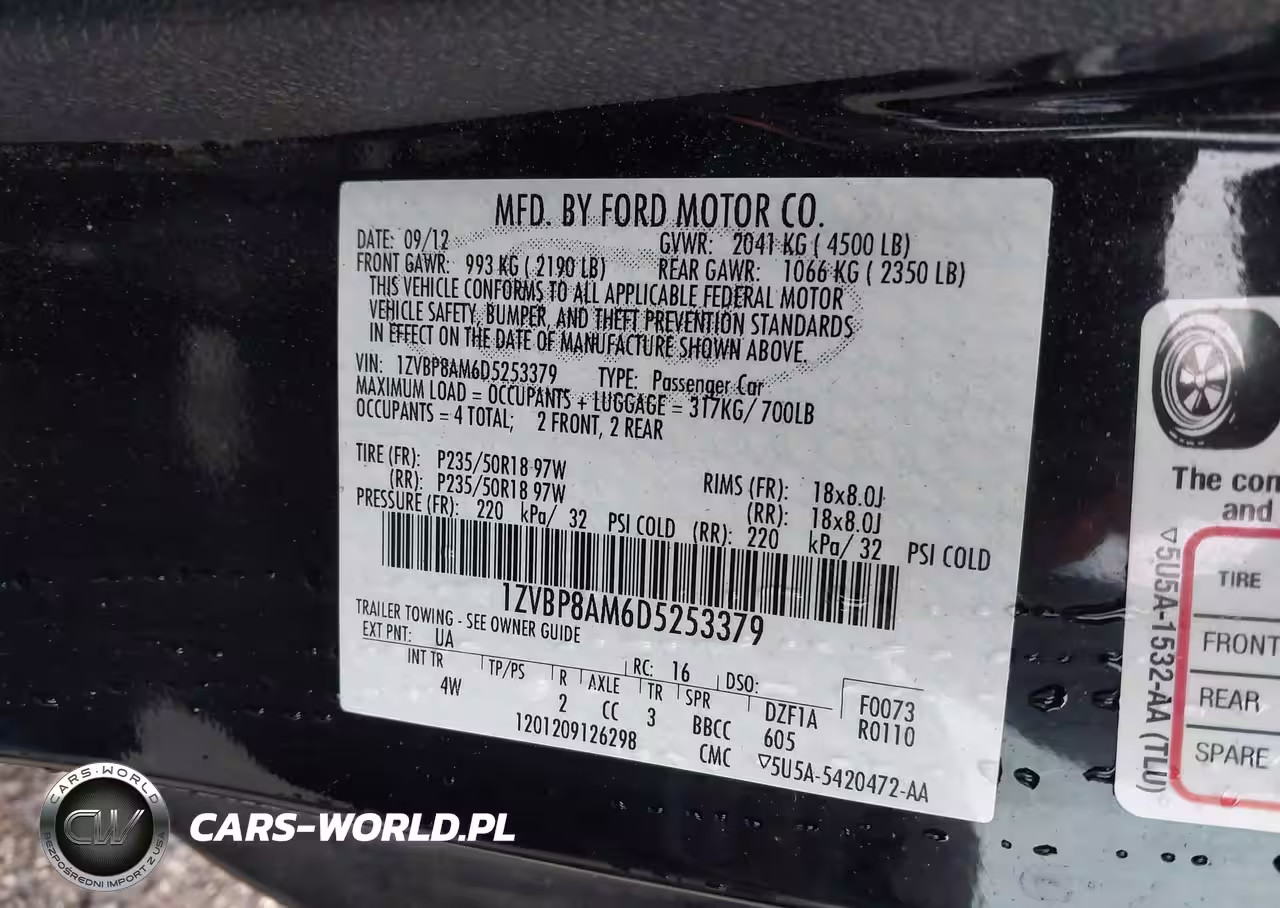 MFD. BY FORD MOTOR CO.
DATE: 09/12 GVWR: 2041 KG ( 4500 LB)
FRONT GAWR: 993 KG ( 2190 LB) REAR GAWR: 1066 KG ( 2350 LB)
THIS VEHICLE CONFORMS TO ALL APPLICABLE FEDERAL MOTOR
VEHICLE SAFETY, BUMPER, AND THEFT PREVENTION STANDARDS
IN EFFECT ON THE DATE OF MANUFACTURE SHOWN ABOVE.
VIN: 1ZVBP8AM6D5253379 TYPE: Passenger Car
MAXIMUM LOAD = OCCUPANTS + LUGGAGE = 317KG/ 700LB
OCCUPANTS = 4 TOTAL; 2 FRONT, 2 REAR
TIRE (FR): P235/50R18 97W RIMS (FR): 18x8.0J
(RR): P235/50R18 97W (RR): 18x8.0J
PRESSURE (FR): 220 kPa/ 32 PSI COLD (RR): 220 kPa/ 32 PSI COLD
1ZVBP8AM6D5253379
TRAILER TOWING - SEE OWNER GUIDE
EXT PNT: UA RC: 16 DSO:
INT TR TP/PS R AXLE TR SPR DZF1A F0073
4W 2 CC 3 BBCC 605 R0110
1201209126298 CMC ▽5U5A-5420472-AA
The con
and
TIRE
FRONT
REAR
SPARE
▽5U5A-1532-AA (TLU)
CARS-WORLD
CW
BEZPOŚREDNI IMPORT Z USA
CARS-WORLD.PL